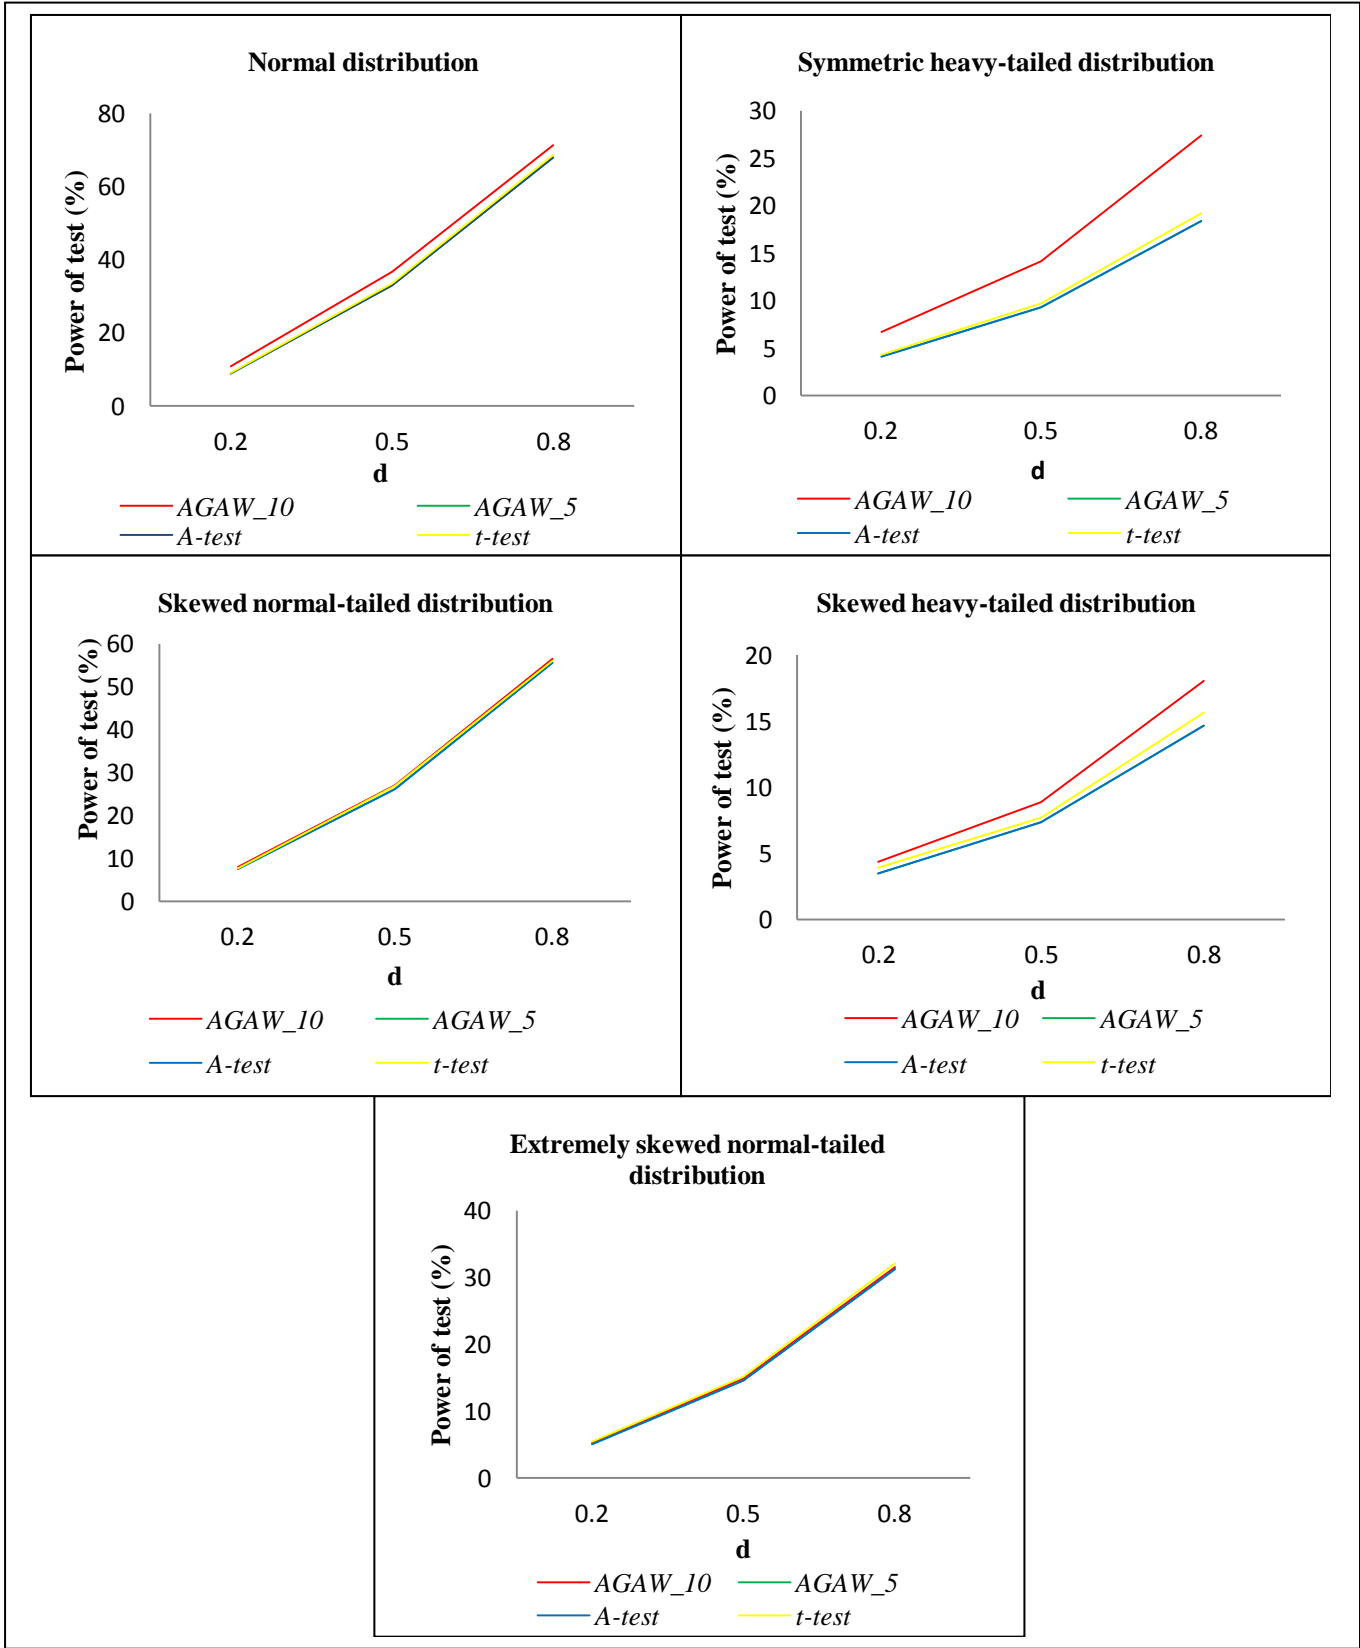 Normal distribution
Power of test (%)
80
60
40
20
0
0.2 0.5 0.8
d
AGAW_10 AGAW_5
A-test t-test
Symmetric heavy-tailed distribution
Power of test (%)
30
25
20
15
10
5
0
0.2 0.5 0.8
d
AGAW_10 AGAW_5
A-test t-test
Skewed normal-tailed distribution
Power of test (%)
60
50
40
30
20
10
0
0.2 0.5 0.8
d
AGAW_10 AGAW_5
A-test t-test
Skewed heavy-tailed distribution
Power of test (%)
20
15
10
5
0
0.2 0.5 0.8
d
AGAW_10 AGAW_5
A-test t-test
Extremely skewed normal-tailed
distribution
Power of test (%)
40
30
20
10
0
0.2 0.5 0.8
d
AGAW_10 AGAW_5
A-test t-test